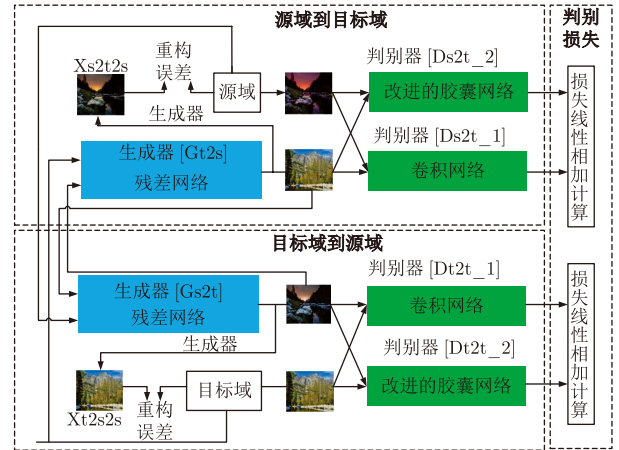 源域到目标域
判别
损失
Xs2t2s
重构
误差
源域
生成器
判别器 [Ds2t_2]
改进的胶囊网络
判别器 [Ds2t_1]
卷积网络
生成器 [Gt2s]
残差网络
损失线性相加计算
目标域到源域
生成器 [Gs2t]
残差网络
生成器
判别器 [Dt2t_1]
卷积网络
判别器 [Dt2t_2]
改进的胶囊网络
目标域
重构
误差
Xt2s2s
损失线性相加计算